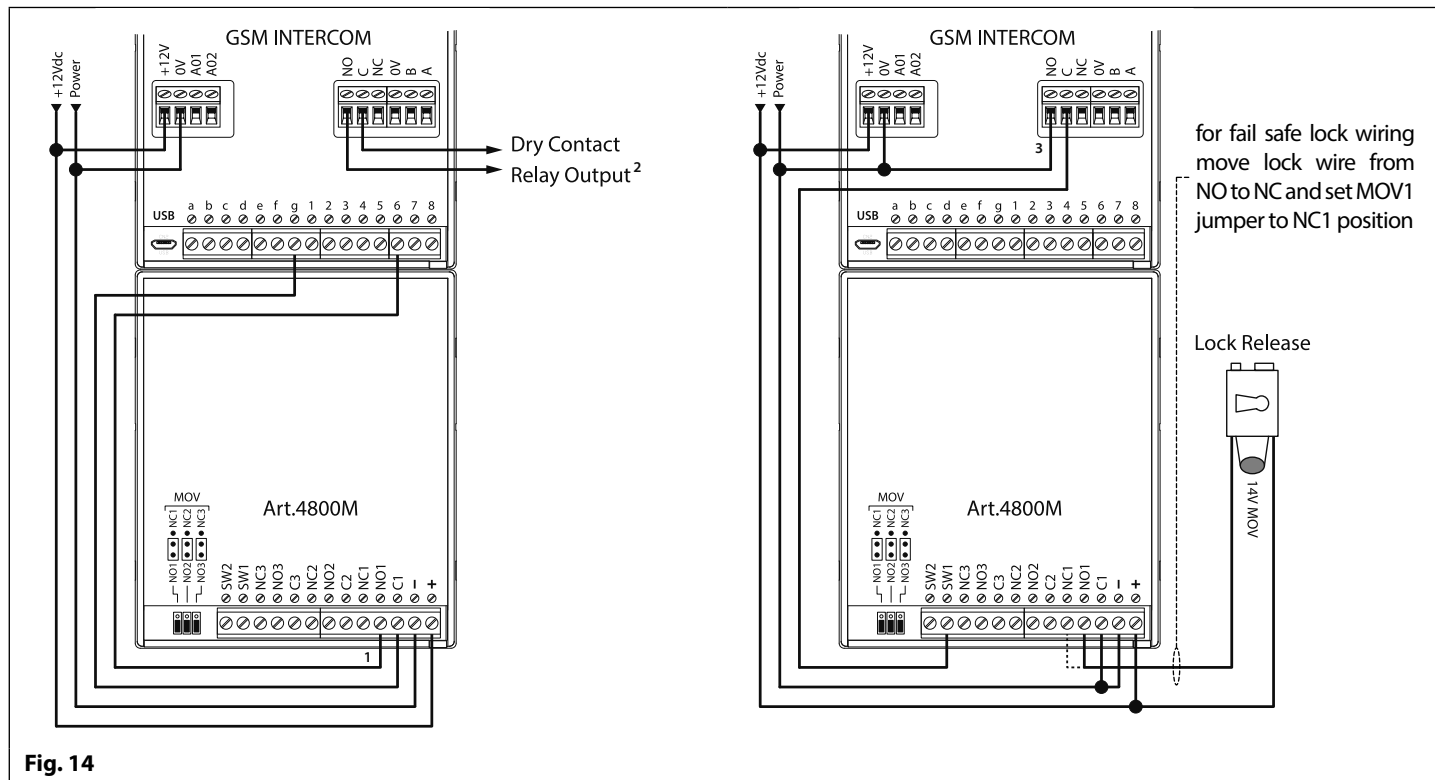 GSM INTERCOM
+12Vdc
Power
+12V
0V
A01
A02
NO
C
NC
0V
B
A
Dry Contact
Relay Output²
USB
a b c d e f g 1 2 3 4 5 6 7 8
Art.4800M
MOV
NC1
NC2
NC3
NO1
NO2
NO3
SW2
SW1
NC3
NO3
C3
NC2
NO2
C2
NC1
NO1
C1
–
+
1
GSM INTERCOM
+12Vdc
Power
+12V
0V
A01
A02
NO
C
NC
0V
B
A
3
for fail safe lock wiring
move lock wire from
NO to NC and set MOV1
jumper to NC1 position
USB
a b c d e f g 1 2 3 4 5 6 7 8
Lock Release
14V MOV
Art.4800M
MOV
NC1
NC2
NC3
NO1
NO2
NO3
SW2
SW1
NC3
NO3
C3
NC2
NO2
C2
NC1
NO1
C1
–
+
Fig. 14